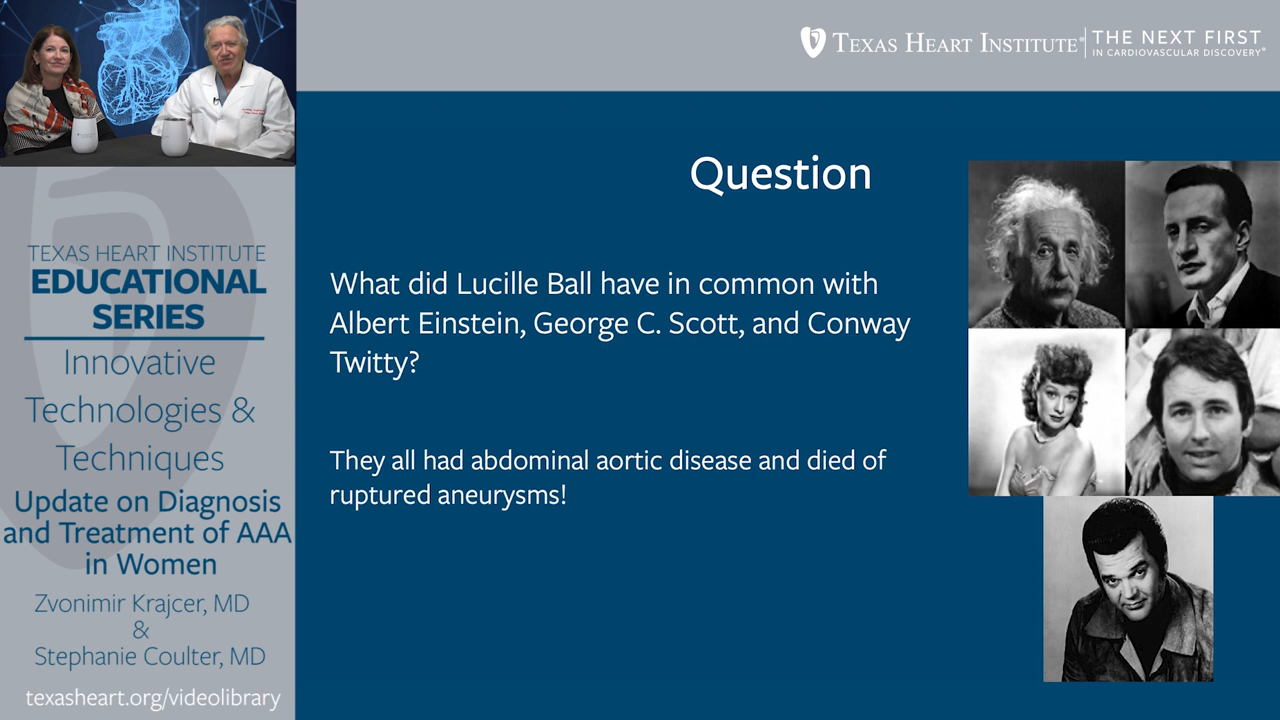 TEXAS HEART INSTITUTE® THE NEXT FIRST
IN CARDIOVASCULAR DISCOVERY®
TEXAS HEART INSTITUTE
EDUCATIONAL
SERIES
Innovative
Technologies &
Techniques
Update on Diagnosis
and Treatment of AAA
in Women
Zvonimir Krajcer, MD
&
Stephanie Coulter, MD
texasheart.org/videolibrary
Question
What did Lucille Ball have in common with
Albert Einstein, George C. Scott, and Conway
Twitty?
They all had abdominal aortic disease and died of
ruptured aneurysms!